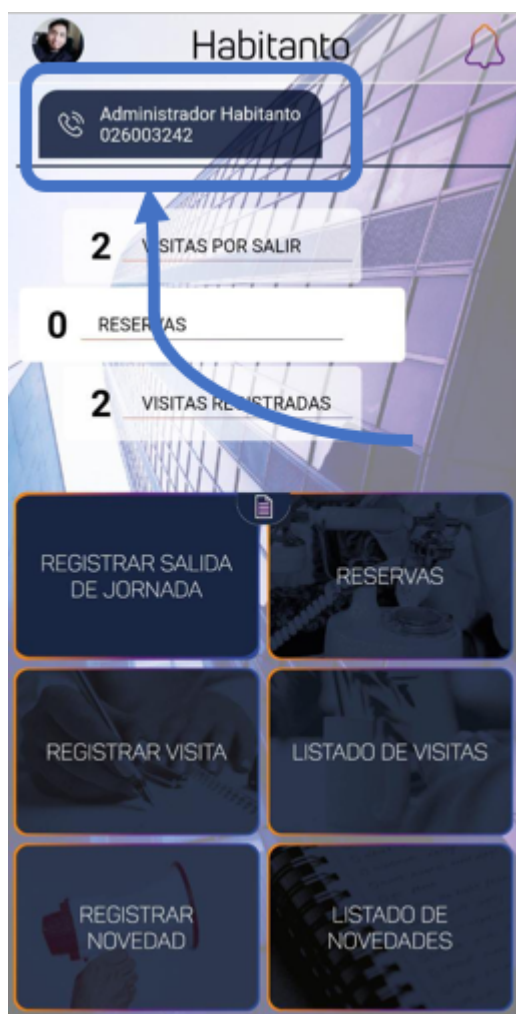 Habitanto
Administrador Habitanto
026003242
2 VISITAS POR SALIR
0 RESERVAS
2 VISITAS REGISTRADAS
REGISTRAR SALIDA
DE JORNADA
RESERVAS
REGISTRAR VISITA
LISTADO DE VISITAS
REGISTRAR
NOVEDAD
LISTADO DE
NOVEDADES